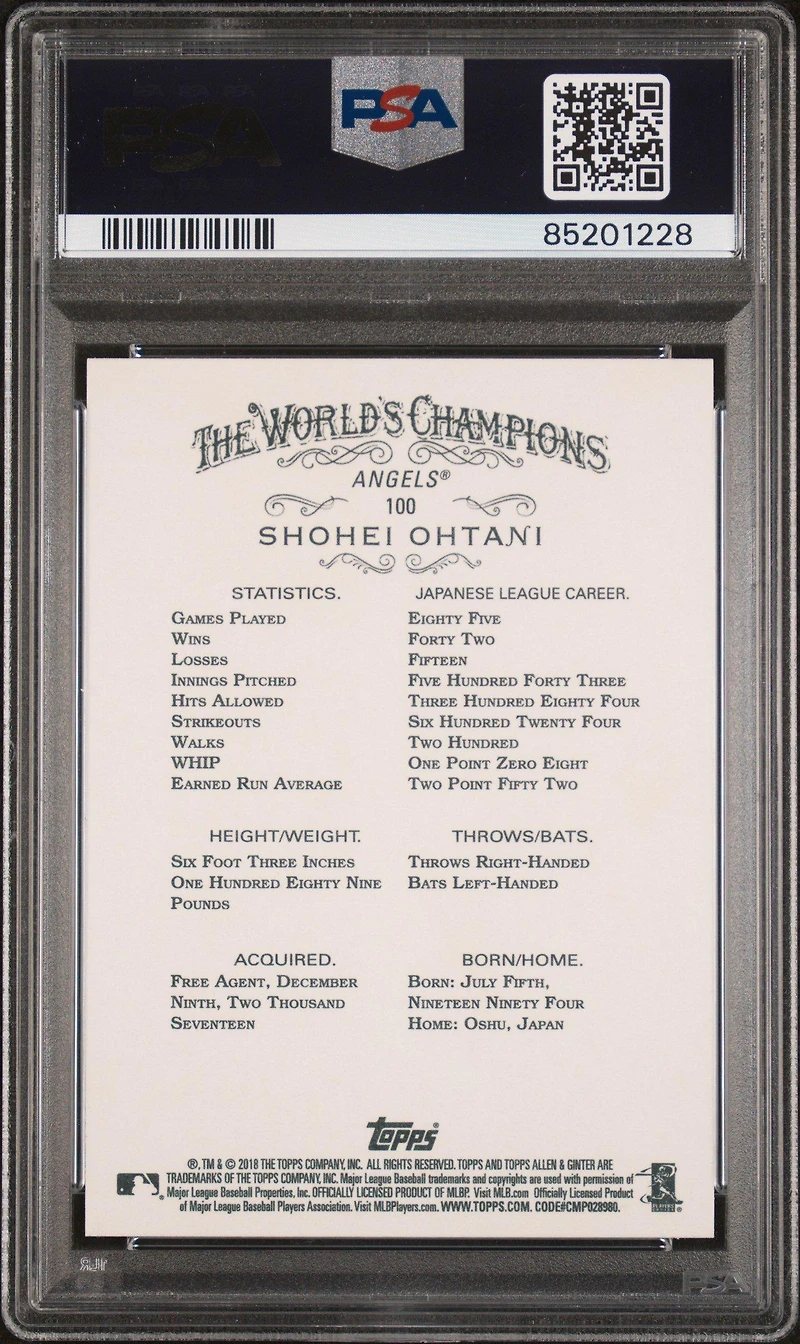 PSA
85201228
THE WORLD'S CHAMPIONS
ANGELS®
100
SHOHEI OHTANI
STATISTICS. JAPANESE LEAGUE CAREER.
GAMES PLAYED EIGHTY FIVE
WINS FORTY TWO
LOSSES FIFTEEN
INNINGS PITCHED FIVE HUNDRED FORTY THREE
HITS ALLOWED THREE HUNDRED EIGHTY FOUR
STRIKEOUTS SIX HUNDRED TWENTY FOUR
WALKS TWO HUNDRED
WHIP ONE POINT ZERO EIGHT
EARNED RUN AVERAGE TWO POINT FIFTY TWO
HEIGHT/WEIGHT. THROWS/BATS.
SIX FOOT THREE INCHES THROWS RIGHT-HANDED
ONE HUNDRED EIGHTY NINE BATS LEFT-HANDED
POUNDS
ACQUIRED. BORN/HOME.
FREE AGENT, DECEMBER BORN: JULY FIFTH,
NINTH, TWO THOUSAND NINETEEN NINETY FOUR
SEVENTEEN HOME: OSHU, JAPAN
topps®
®, TM & © 2018 THE TOPPS COMPANY, INC. ALL RIGHTS RESERVED. TOPPS AND TOPPS ALLEN & GINTER ARE
TRADEMARKS OF THE TOPPS COMPANY, INC. Major League Baseball trademarks and copyrights are used with permission of
Major League Baseball Properties, Inc. OFFICIALLY LICENSED PRODUCT OF MLBP. Visit MLB.com Officially Licensed Product
of Major League Baseball Players Association. Visit MLBPlayers.com. WWW.TOPPS.COM. CODE#CMP028980.
PSA